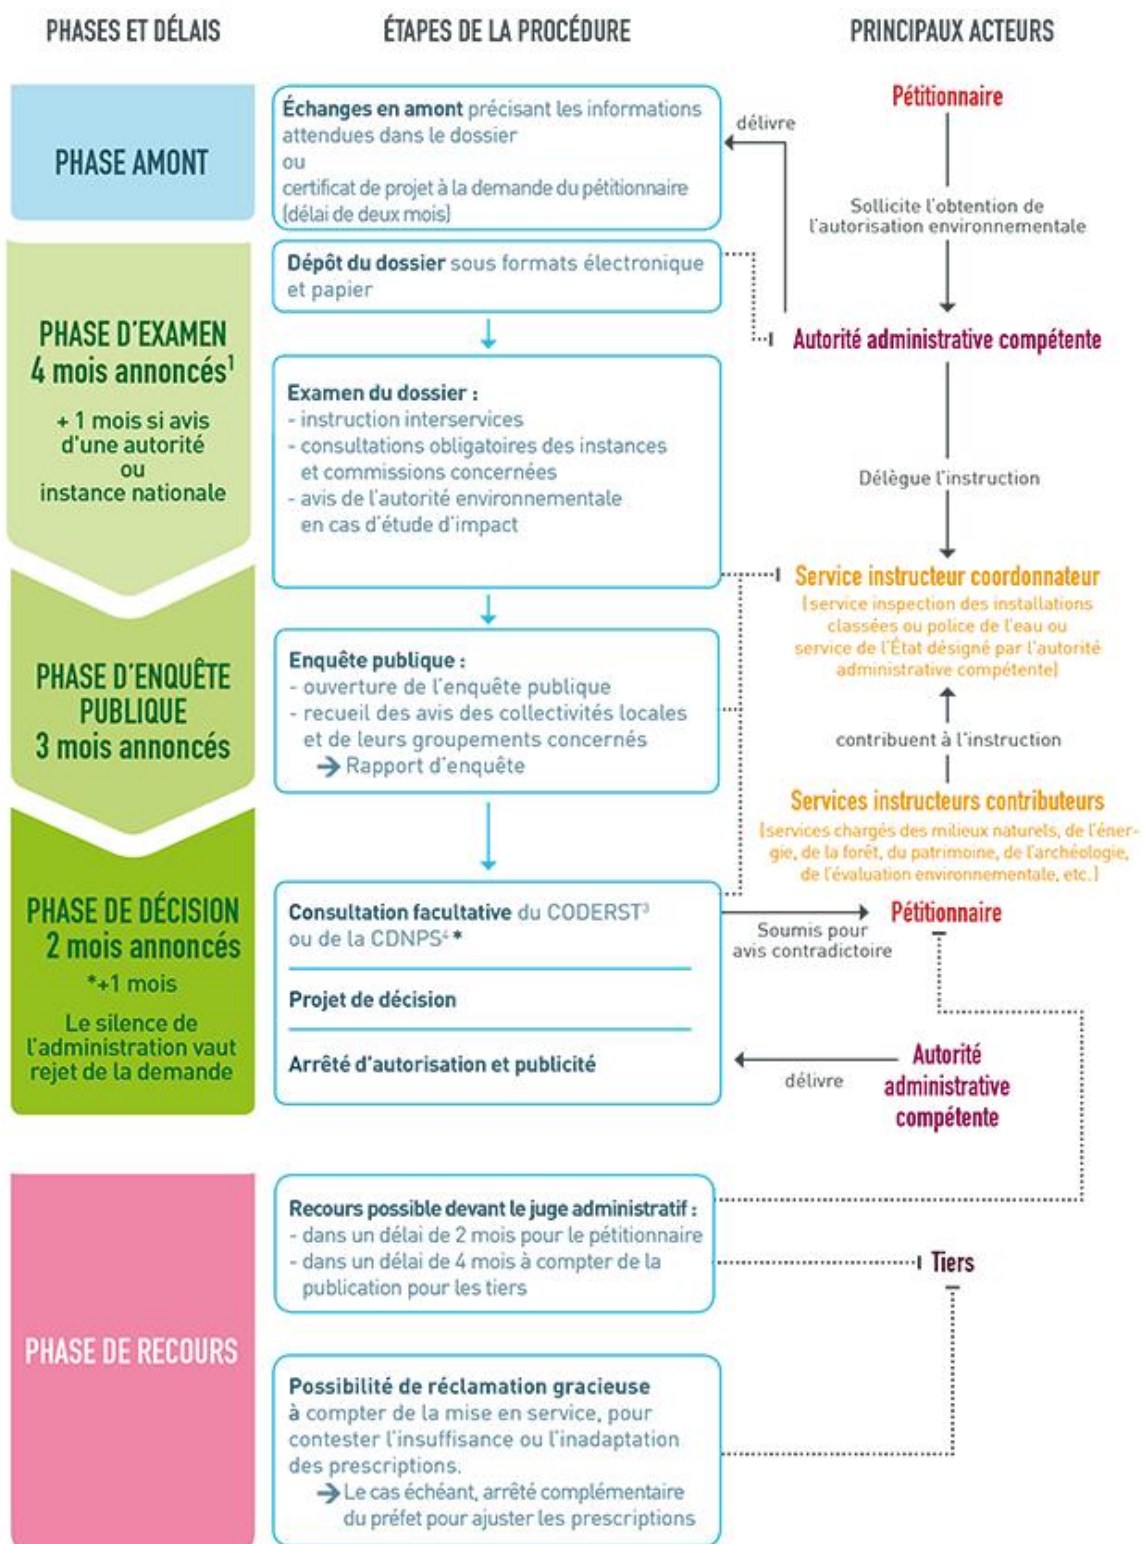 PHASES ET DÉLAIS
ÉTAPES DE LA PROCÉDURE
PRINCIPAUX ACTEURS
PHASE AMONT
Échanges en amont précisant les informations
attendues dans le dossier
ou
certificat de projet à la demande du pétitionnaire
(délai de deux mois)
délivre
Pétitionnaire
Sollicite l'obtention de
l'autorisation environnementale
PHASE D'EXAMEN
4 mois annoncés¹
+ 1 mois si avis
d'une autorité
ou
instance nationale
Dépôt du dossier sous formats électronique
et papier
Autorité administrative compétente
Examen du dossier :
- instruction interservices
- consultations obligatoires des instances
et commissions concernées
- avis de l'autorité environnementale
en cas d'étude d'impact
Délègue l'instruction
Service instructeur coordonnateur
(service inspection des installations
classées ou police de l'eau ou
service de l'État désigné par l'autorité
administrative compétente)
PHASE D'ENQUÊTE
PUBLIQUE
3 mois annoncés
Enquête publique :
- ouverture de l'enquête publique
- recueil des avis des collectivités locales
et de leurs groupements concernés
→ Rapport d'enquête
contribuent à l'instruction
Services instructeurs contributeurs
(services chargés des milieux naturels, de l'éner-
gie, de la forêt, du patrimoine, de l'archéologie,
de l'évaluation environnementale, etc.)
PHASE DE DÉCISION
2 mois annoncés
*+1 mois
Le silence de
l'administration vaut
rejet de la demande
Consultation facultative du CODERST³
ou de la CDNPS⁴ *
Projet de décision
Arrêté d'autorisation et publicité
Soumis pour
avis contradictoire
Pétitionnaire
délivre
Autorité
administrative
compétente
PHASE DE RECOURS
Recours possible devant le juge administratif :
- dans un délai de 2 mois pour le pétitionnaire
- dans un délai de 4 mois à compter de la
publication pour les tiers
Tiers
Possibilité de réclamation gracieuse
à compter de la mise en service, pour
contester l'insuffisance ou l'inadaptation
des prescriptions.
→ Le cas échéant, arrêté complémentaire
du préfet pour ajuster les prescriptions